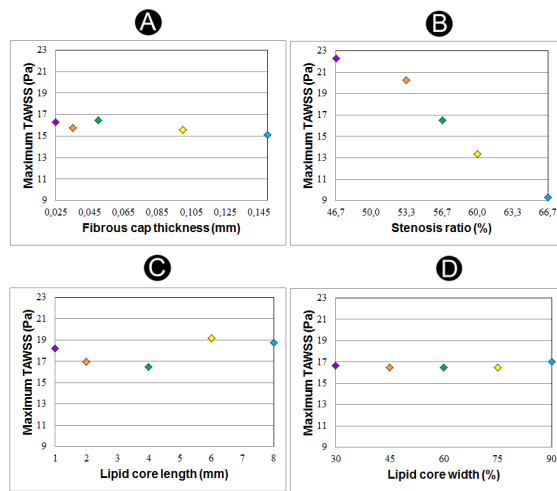 A
B
Maximum TAWSS (Pa)
23
21
19
17
15
13
11
9
0,025 0,045 0,065 0,085 0,105 0,125 0,145
Fibrous cap thickness (mm)
Maximum TAWSS (Pa)
23
21
19
17
15
13
11
9
46,7 50,0 53,3 56,7 60,0 63,3 66,7
Stenosis ratio (%)
C
D
Maximum TAWSS (Pa)
23
21
19
17
15
13
11
9
1 2 3 4 5 6 7 8
Lipid core length (mm)
Maximum TAWSS (Pa)
23
21
19
17
15
13
11
9
30 45 60 75 90
Lipid core width (%)